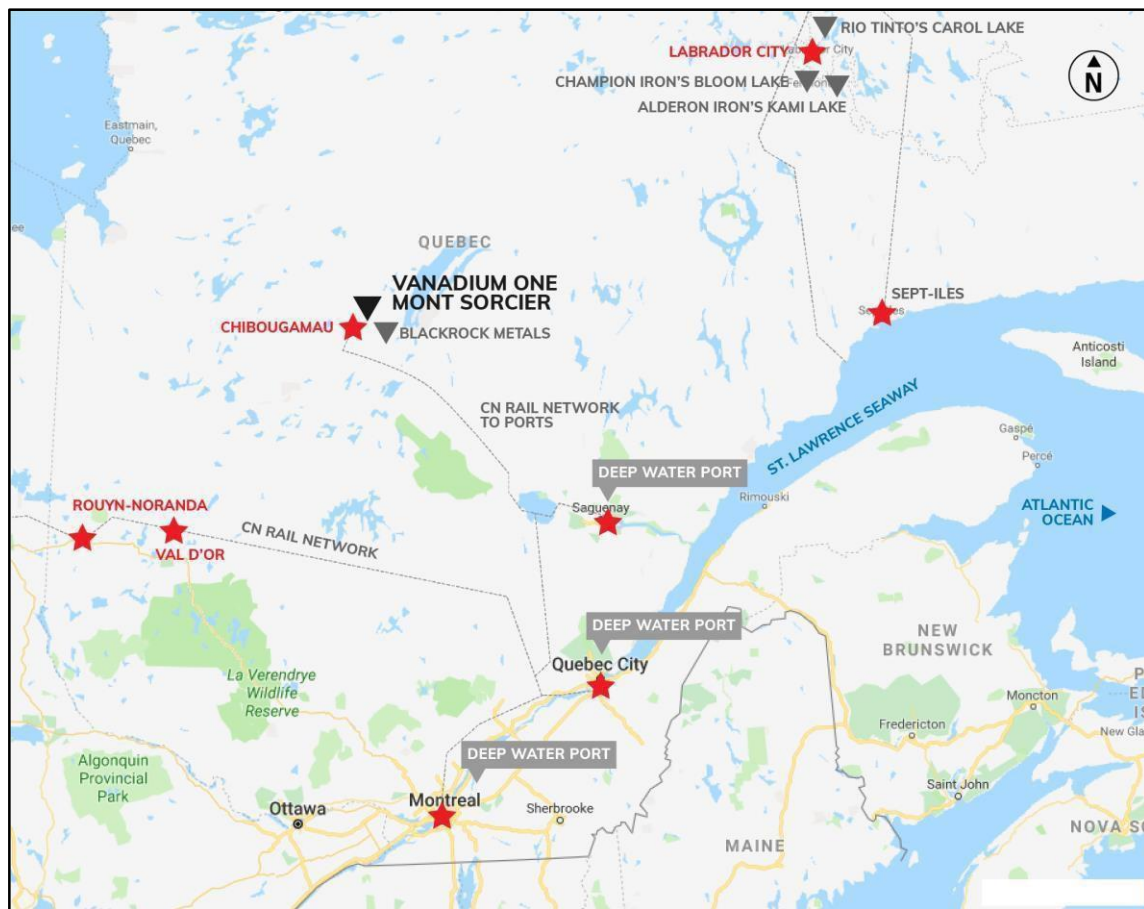 RIO TINTO'S CAROL LAKE
LABRADOR CITY
CHAMPION IRON'S BLOOM LAKE
ALDERON IRON'S KAMI LAKE
N
Eastmain,
Quebec
QUEBEC
VANADIUM ONE
MONT SORCIER
CHIBOUGAMAU
BLACKROCK METALS
SEPT-ILES
Anticosti
Island
CN RAIL NETWORK
TO PORTS
ST. LAWRENCE SEAWAY
Gaspé
Percé
DEEP WATER PORT
Saguenay
Rimouski
ATLANTIC
OCEAN
ROUYN-NORANDA
VAL D'OR
CN RAIL NETWORK
DEEP WATER PORT
Quebec City
NEW
BRUNSWICK
La Verendrye
Wildlife
Reserve
Moncton
Fredericton
DEEP WATER PORT
Algonquin
Provincial
Park
Montreal
Ottawa
Sherbrooke
Saint John
MAINE
NOVA